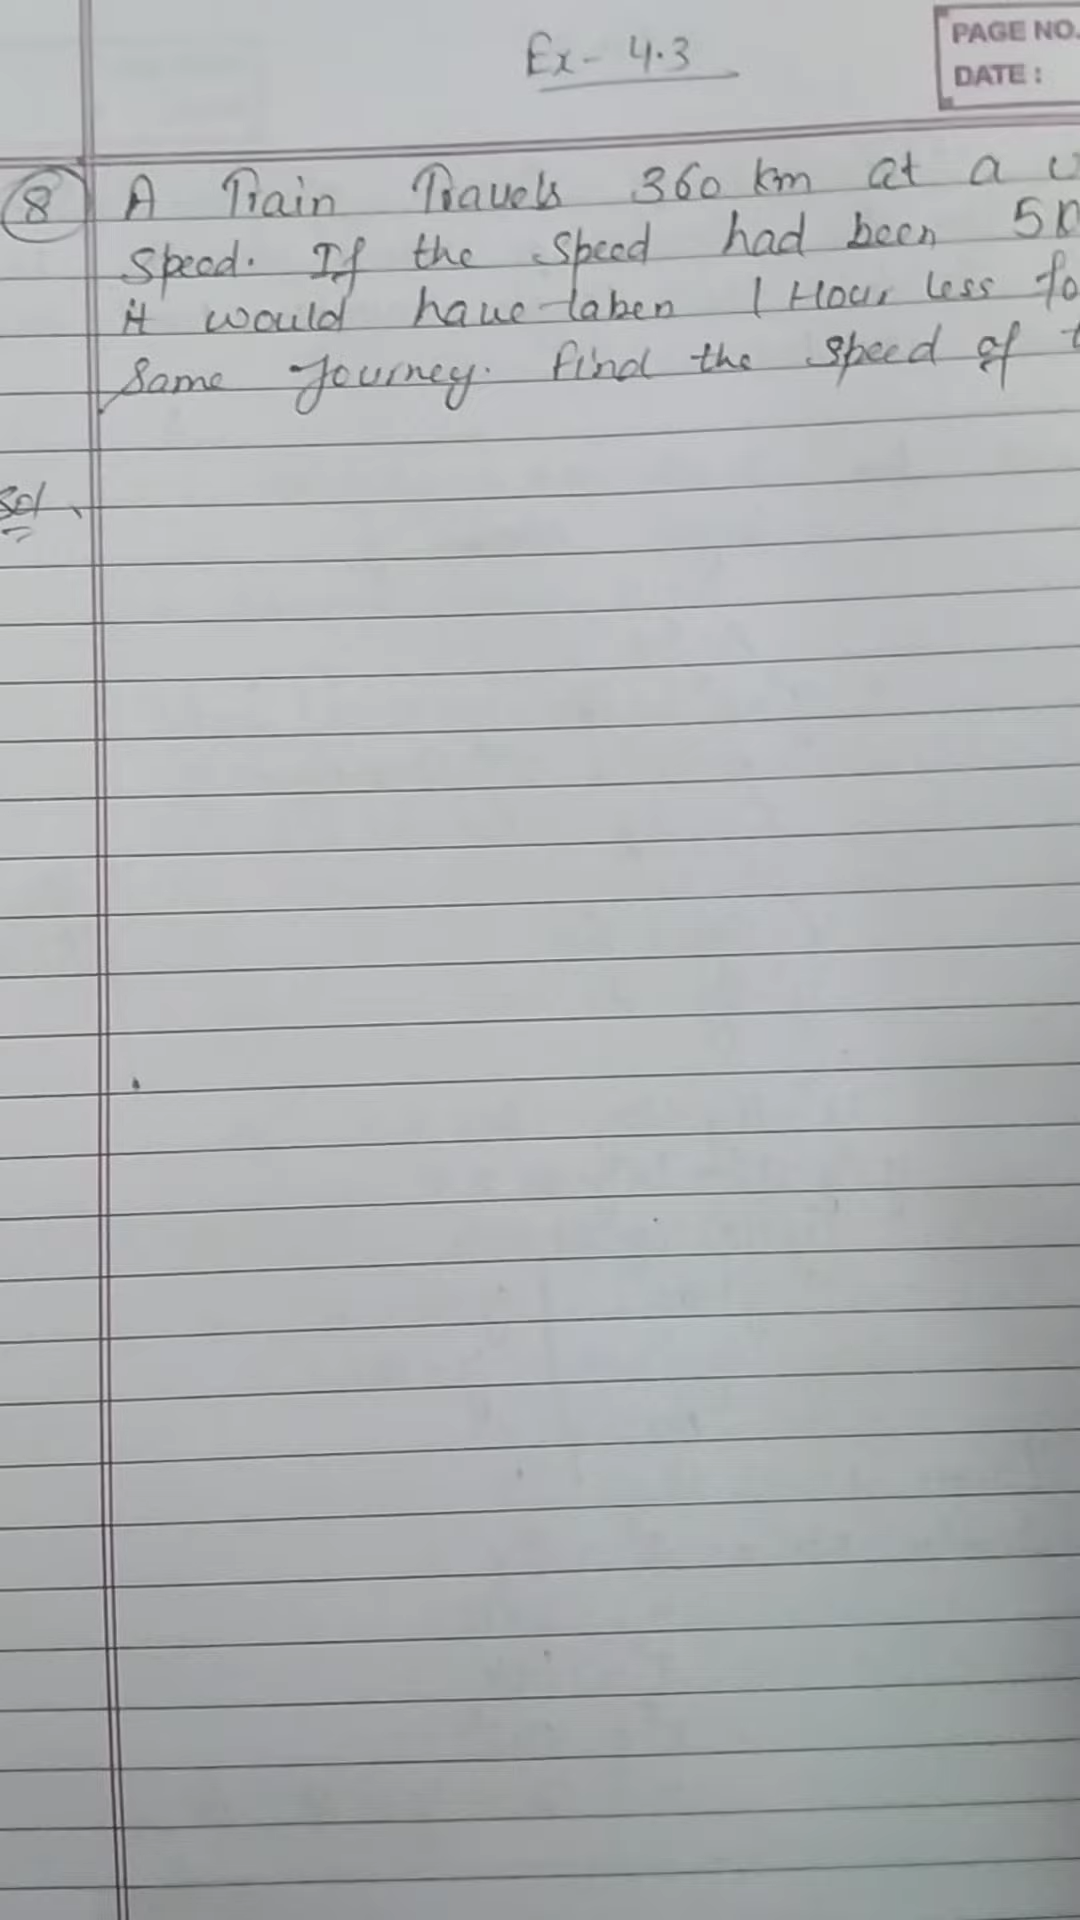 Ex- 4.3
PAGE NO.
DATE :
8 A Train Travels 360 km at a
Speed. If the Speed had been 5
it would have taken 1 Hour less
Same Journey. find the speed of
Sol.